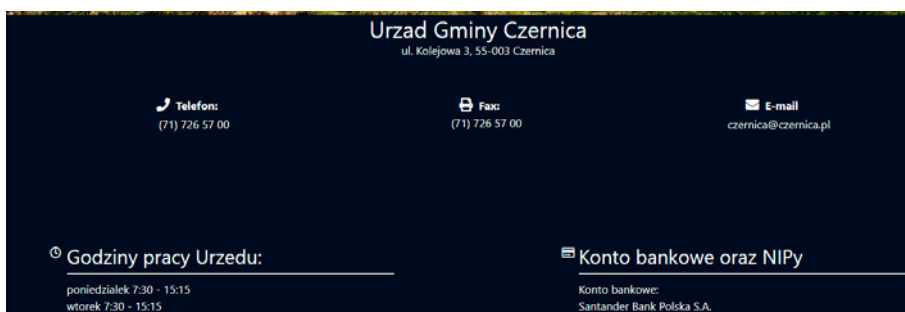 Urzad Gminy Czernica
ul. Kolejowa 3, 55-003 Czernica
Telefon:
(71) 726 57 00
Fax:
(71) 726 57 00
E-mail
czernica@czernica.pl
Godziny pracy Urzedu:
poniedzialek 7:30 - 15:15
wtorek 7:30 - 15:15
Konto bankowe oraz NIPy
Konto bankowe:
Santander Bank Polska S.A.